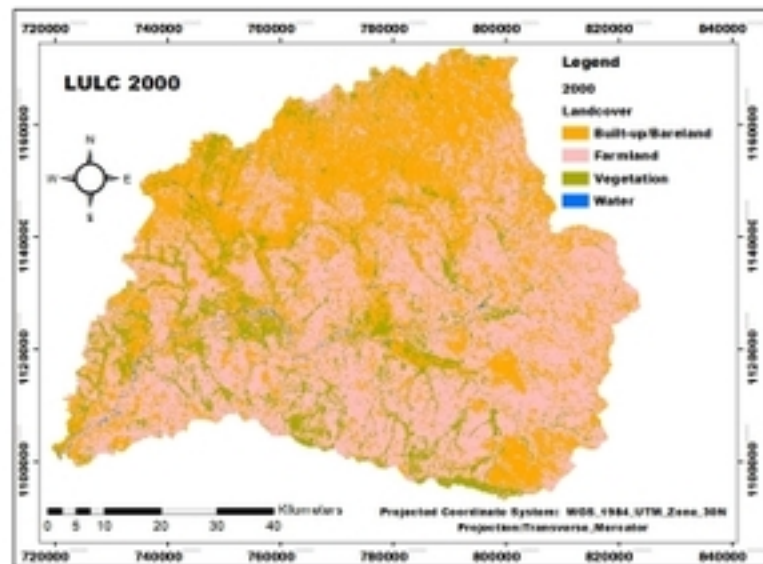 720000 740000 760000 780000 800000 820000 840000
LULC 2000
Legend
2000
Landcover
Built-up/Bareland
Farmland
Vegetation
Water
N
W E
S
1160000 1160000
1140000 1140000
1120000 1120000
1100000 1100000
Kilometers
0 5 10 20 30 40
Projected Coordinate System: WGS_1984_UTM_Zone_30N
Projection:Transverse_Mercator
720000 740000 760000 780000 800000 820000 840000